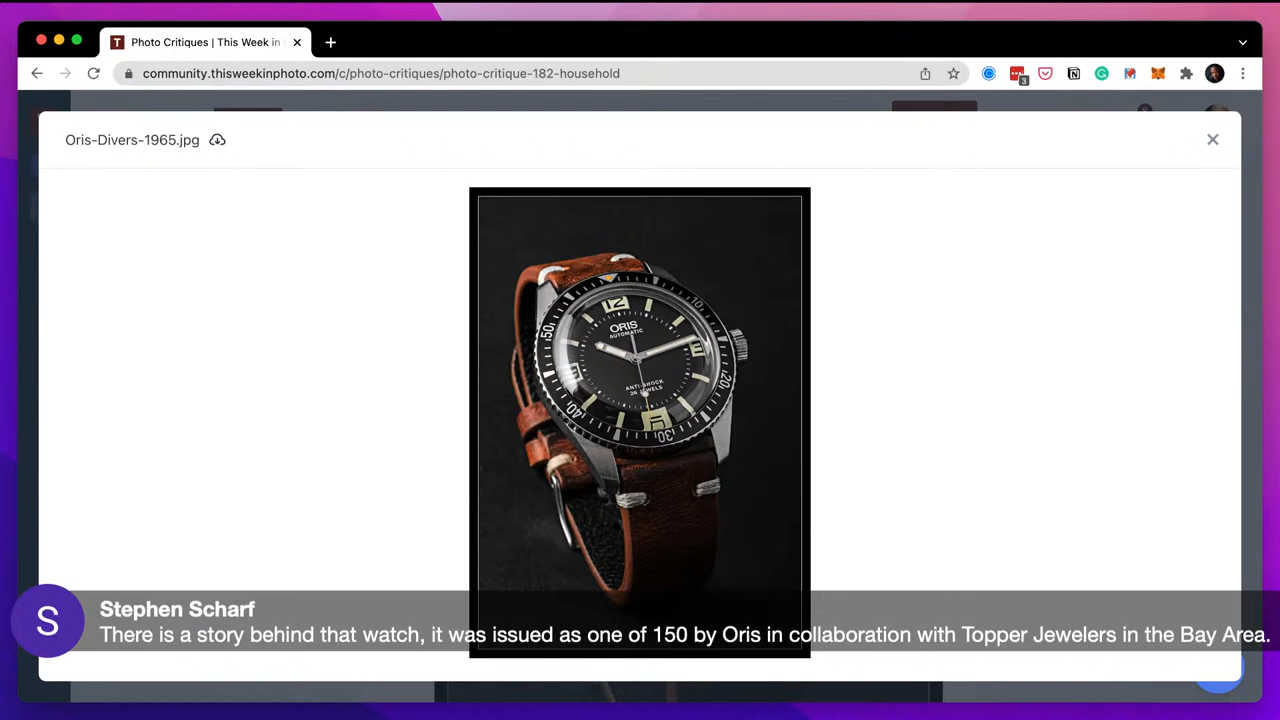 Photo Critiques | This Week in
community.thisweekinphoto.com/c/photo-critiques/photo-critique-182-household
3
Oris-Divers-1965.jpg
12
10
50
ORIS
AUTOMATIC
20
ANTI-SHOCK
26 JEWELS
40
30
S
Stephen Scharf
There is a story behind that watch, it was issued as one of 150 by Oris in collaboration with Topper Jewelers in the Bay Area.